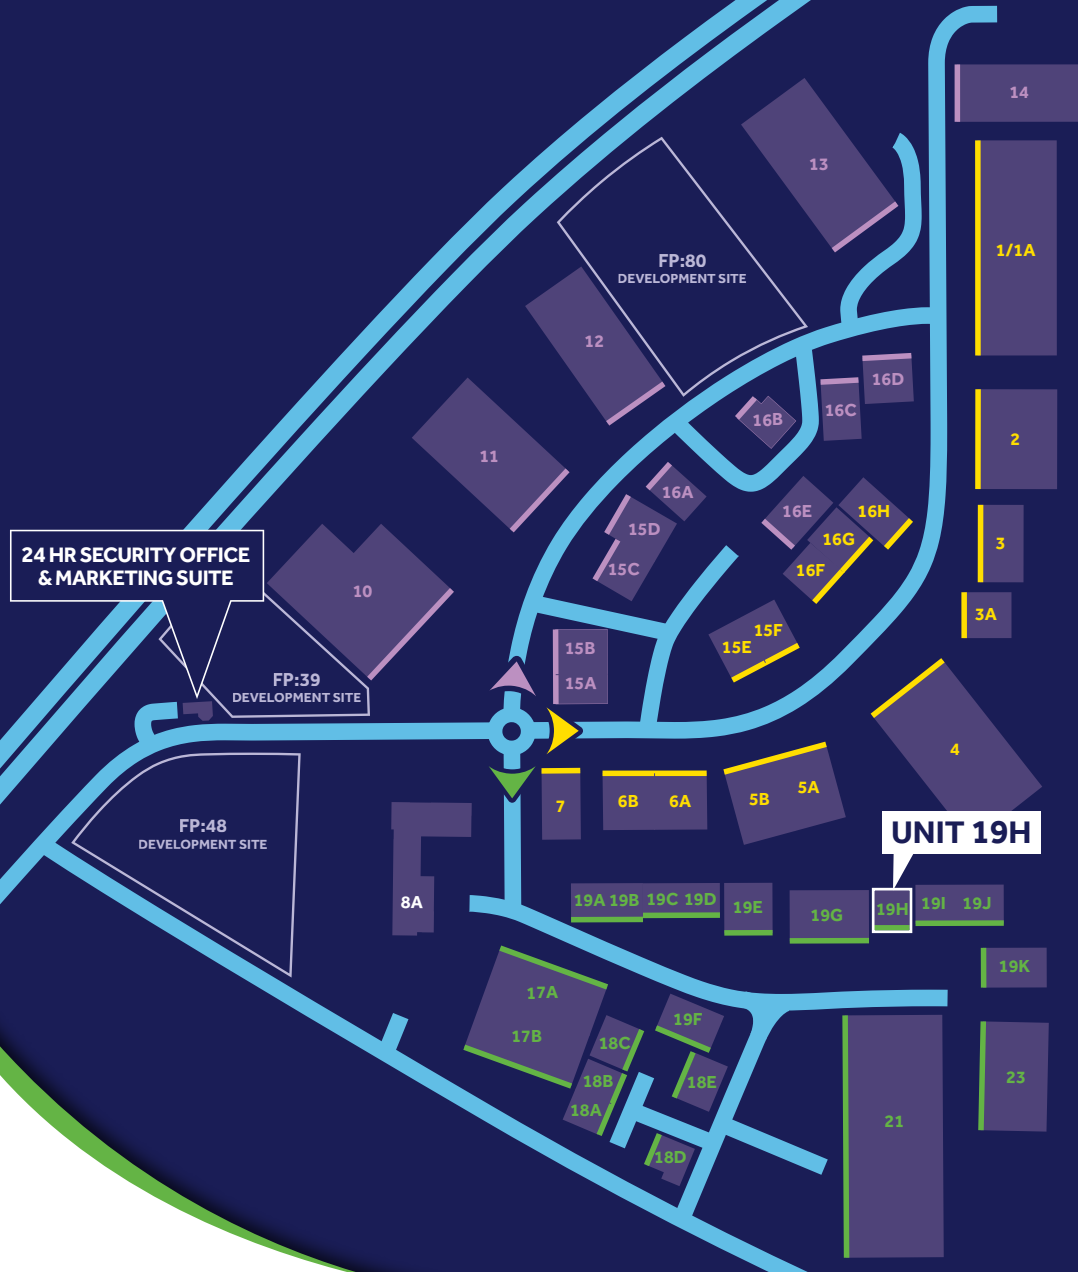 14
13
1/1A
FP:80
DEVELOPMENT SITE
12
16D
16C
16B
2
11
16A
16E
16H
15D
16G
3
15C
16F
24 HR SECURITY OFFICE
& MARKETING SUITE
10
3A
15F
15B
15E
15A
FP:39
DEVELOPMENT SITE
4
5A
5B
7
6B
6A
FP:48
DEVELOPMENT SITE
UNIT 19H
8A
19A
19B
19C
19D
19E
19G
19H
19I
19J
19K
17A
19F
17B
18C
18B
18E
23
18A
21
18D